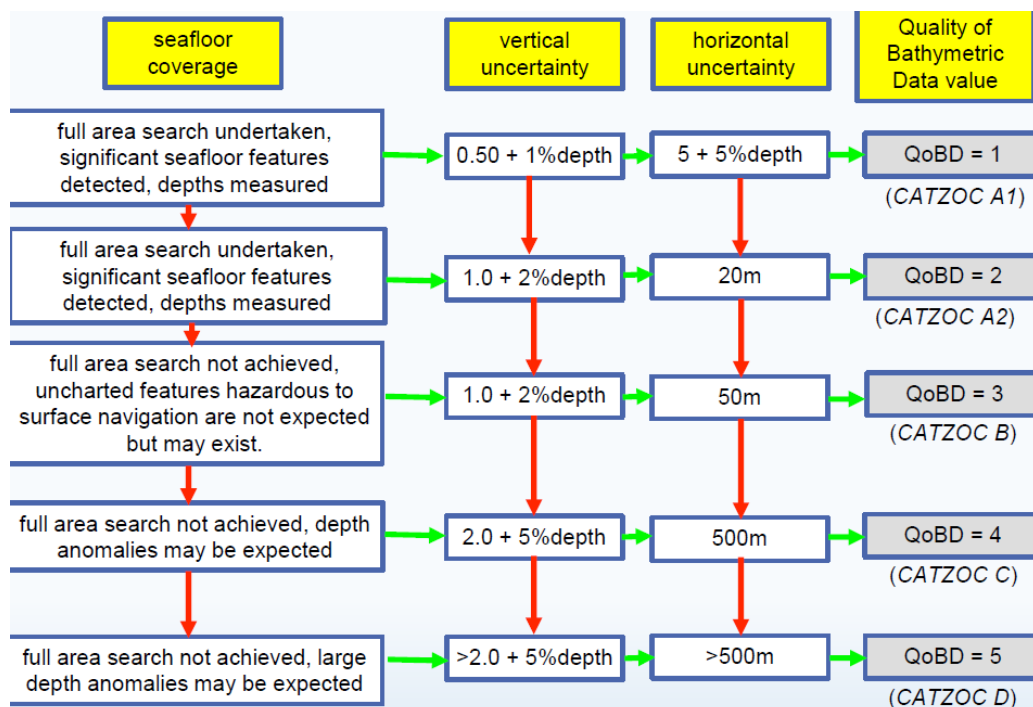 seafloor
coverage
vertical
uncertainty
horizontal
uncertainty
Quality of
Bathymetric
Data value
full area search undertaken,
significant seafloor features
detected, depths measured
0.50 + 1%depth
5 + 5%depth
QoBD = 1
(CATZOC A1)
full area search undertaken,
significant seafloor features
detected, depths measured
1.0 + 2%depth
20m
QoBD = 2
(CATZOC A2)
full area search not achieved,
uncharted features hazardous to
surface navigation are not expected
but may exist.
1.0 + 2%depth
50m
QoBD = 3
(CATZOC B)
full area search not achieved, depth
anomalies may be expected
2.0 + 5%depth
500m
QoBD = 4
(CATZOC C)
full area search not achieved, large
depth anomalies may be expected
>2.0 + 5%depth
>500m
QoBD = 5
(CATZOC D)